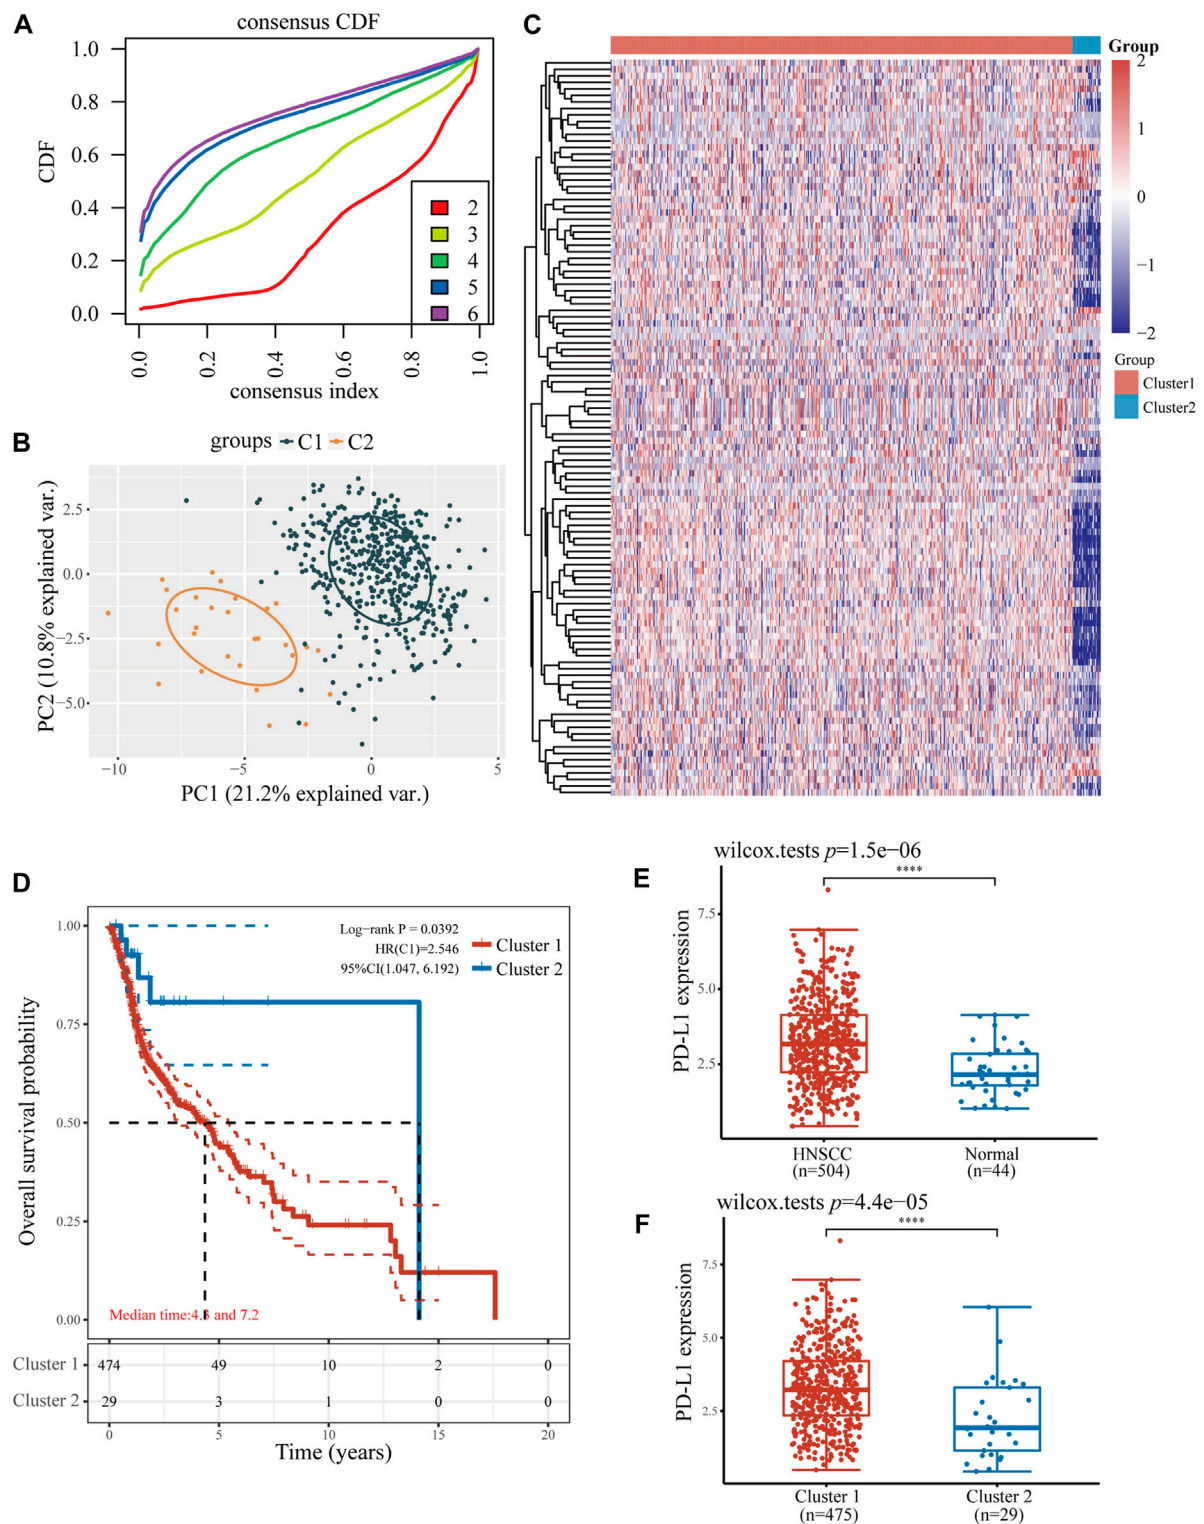 A
consensus CDF
CDF
1.0
0.8
0.6
0.4
0.2
0.0
2
3
4
5
6
0.0 0.2 0.4 0.6 0.8 1.0
consensus index
B
groups C1 C2
PC2 (10.8% explained var.)
2.5
0.0
−2.5
−5.0
−10 −5 0 5
PC1 (21.2% explained var.)
C
Group
2
1
0
−1
−2
Group
Cluster1
Cluster2
D
Overall survival probability
1.00
0.75
0.50
0.25
0.00
Log−rank P = 0.0392
HR(C1)=2.546
95%CI(1.047, 6.192)
Cluster 1
Cluster 2
and 7.2
Median time:
Cluster 1 474 49 10 2 0
Cluster 2 29 3 1 0 0
0 5 10 15 20
Time (years)
E
wilcox.tests p=1.5e−06
****
PD-L1 expression
7.5
5.0
2.5
HNSCC Normal
(n=504) (n=44)
F
wilcox.tests p=4.4e−05
****
PD-L1 expression
7.5
5.0
2.5
Cluster 1 Cluster 2
(n=475) (n=29)